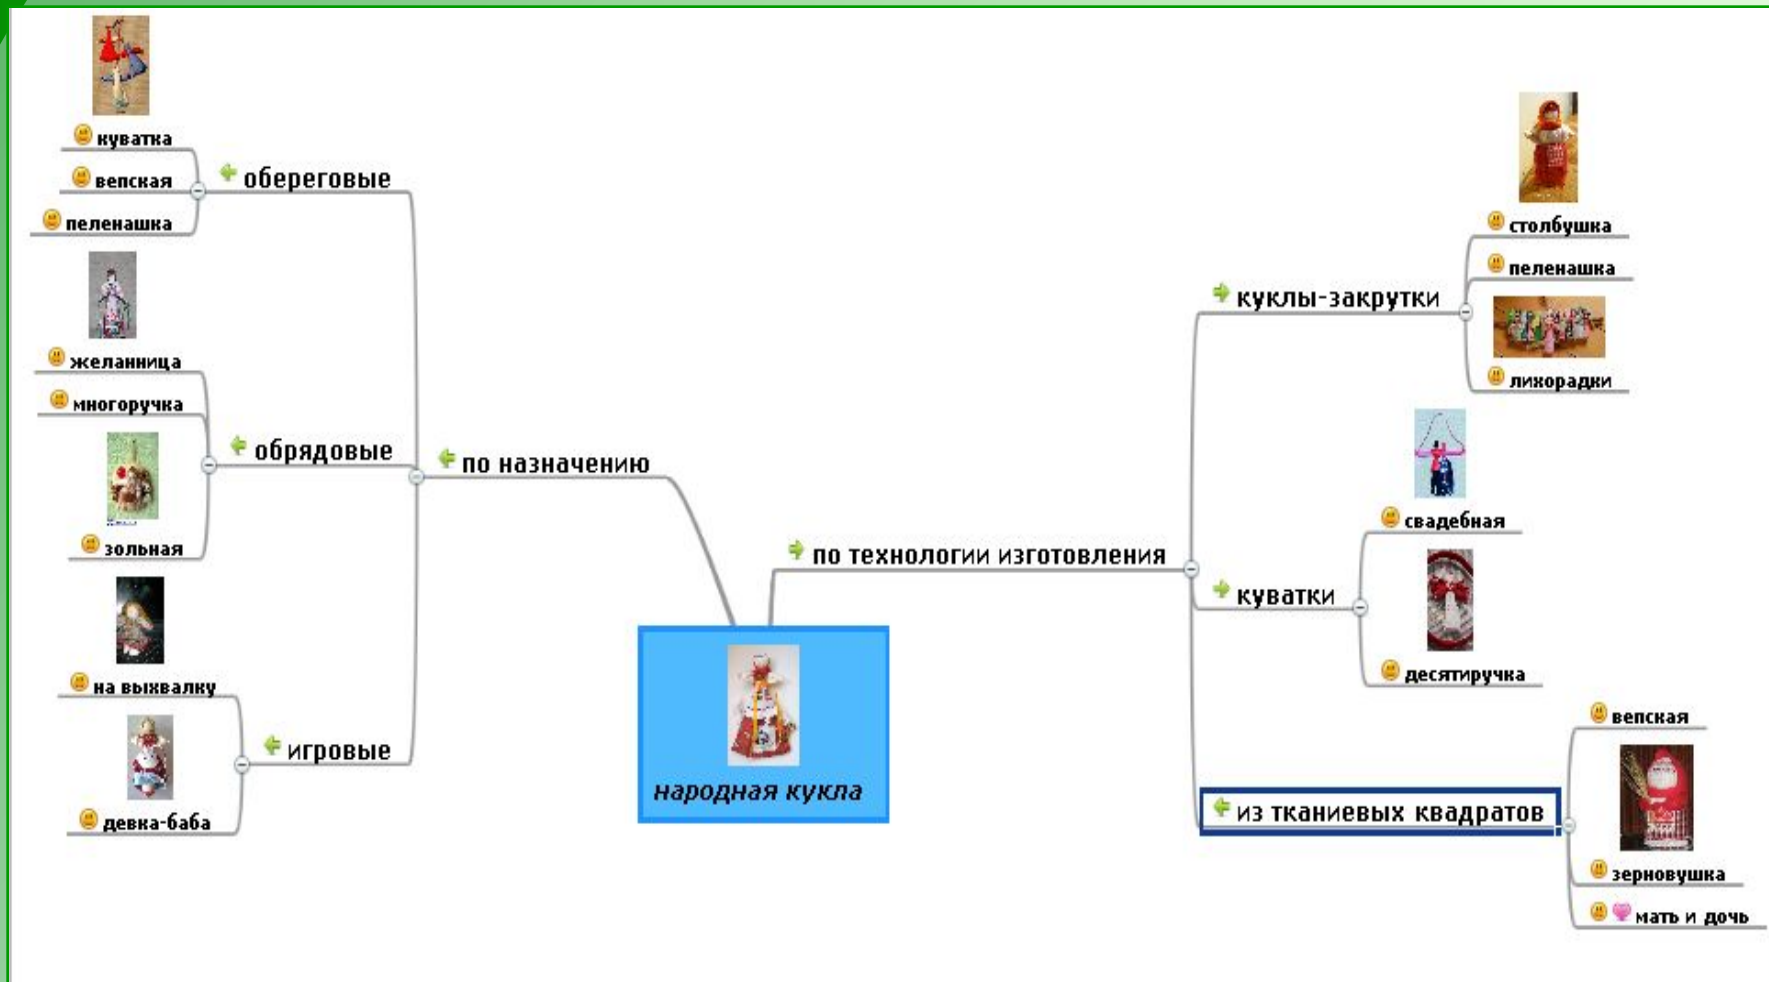 куватка
вепская
пеленашка
обереговые
желанница
многоручка
зольная
обрядовые
на выхвалку
девка-баба
игровые
по назначению
народная кукла
по технологии изготовления
куклы-закрутки
столбушка
пеленашка
лихорадки
куватки
свадебная
десятиручка
из тканиевых квадратов
вепская
зерновушка
мать и дочь